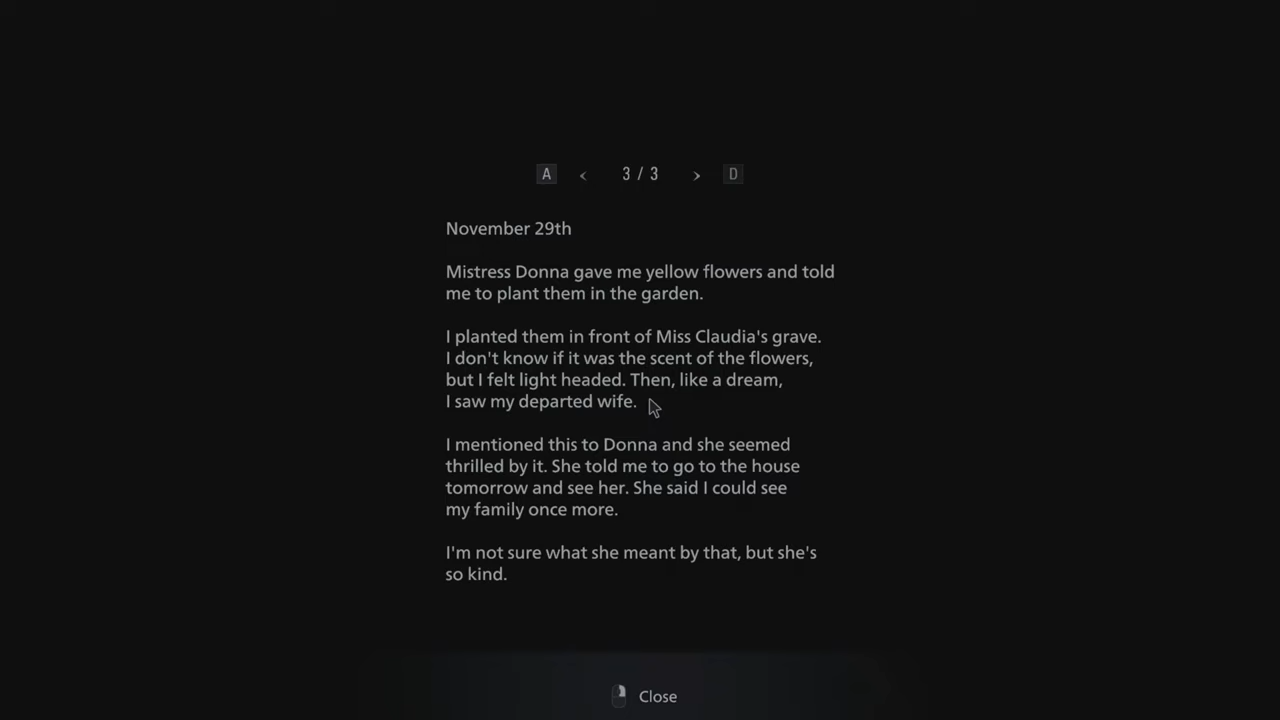 A < 3 / 3 > D
November 29th
Mistress Donna gave me yellow flowers and told
me to plant them in the garden.
I planted them in front of Miss Claudia's grave.
I don't know if it was the scent of the flowers,
but I felt light headed. Then, like a dream,
I saw my departed wife.
I mentioned this to Donna and she seemed
thrilled by it. She told me to go to the house
tomorrow and see her. She said I could see
my family once more.
I'm not sure what she meant by that, but she's
so kind.
Close